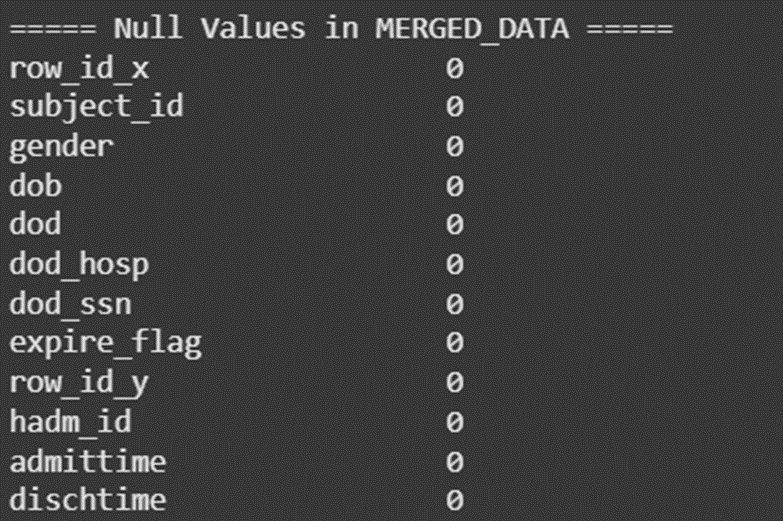 ===== Null Values in MERGED_DATA =====
row_id_x 0
subject_id 0
gender 0
dob 0
dod 0
dod_hosp 0
dod_ssn 0
expire_flag 0
row_id_y 0
hadm_id 0
admittime 0
dischtime 0